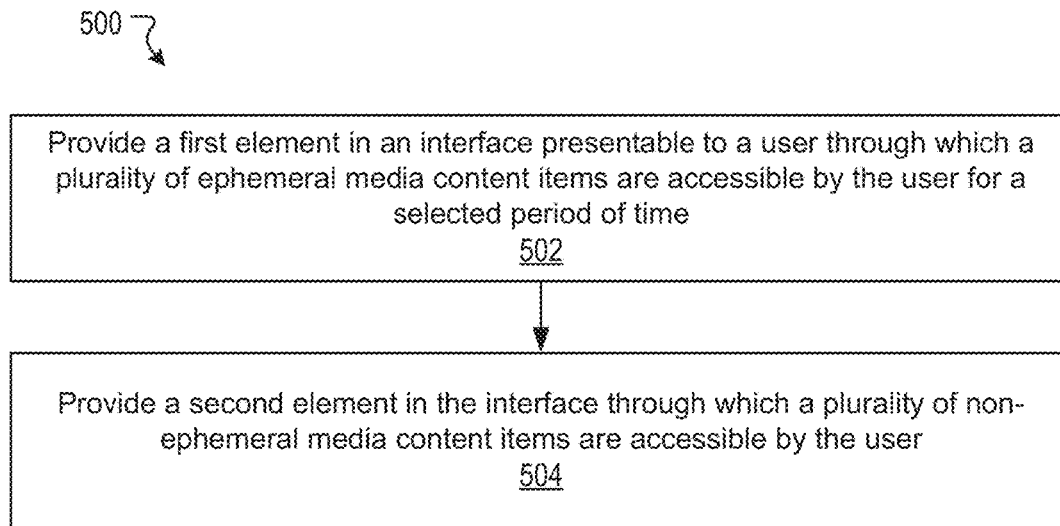 500
Provide a first element in an interface presentable to a user through which a
plurality of ephemeral media content items are accessible by the user for a
selected period of time
502
Provide a second element in the interface through which a plurality of non-
ephemeral media content items are accessible by the user
504